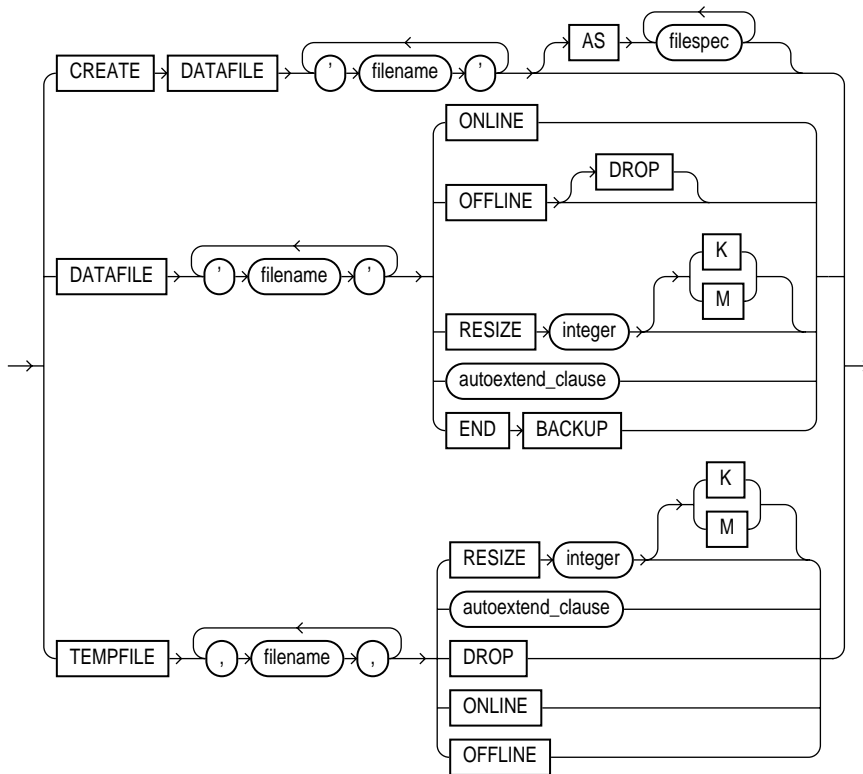 CREATE DATAFILE ' filename ' AS filespec
DATAFILE ' filename '
ONLINE
OFFLINE DROP
RESIZE integer K
M
autoextend_clause
END BACKUP
TEMPFILE , filename ,
RESIZE integer K
M
autoextend_clause
DROP
ONLINE
OFFLINE